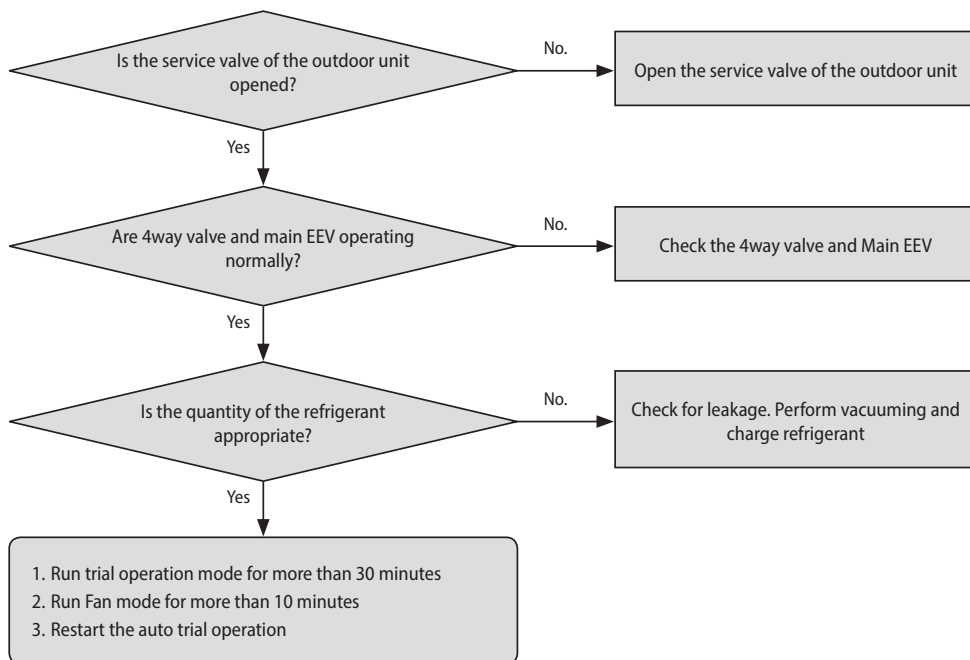 Is the service valve of the outdoor unit
opened?
No.
Open the service valve of the outdoor unit
Yes
Are 4way valve and main EEV operating
normally?
No.
Check the 4way valve and Main EEV
Yes
Is the quantity of the refrigerant
appropriate?
No.
Check for leakage. Perform vacuuming and
charge refrigerant
Yes
1. Run trial operation mode for more than 30 minutes
2. Run Fan mode for more than 10 minutes
3. Restart the auto trial operation